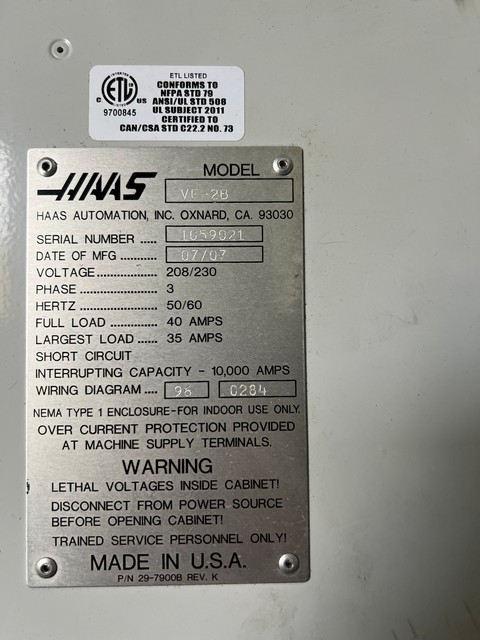 ETL LISTED
CONFORMS TO
NFPA STD 79
ANSI/UL STD 508
UL SUBJECT 2011
CERTIFIED TO
CAN/CSA STD C22.2 NO. 73
ETL
C US
9700845
HAAS
MODEL
VF-2B
HAAS AUTOMATION, INC. OXNARD, CA. 93030
SERIAL NUMBER ..... 1059021
DATE OF MFG .......... 07/07
VOLTAGE.................. 208/230
PHASE ....................... 3
HERTZ ....................... 50/60
FULL LOAD .............. 40 AMPS
LARGEST LOAD ...... 35 AMPS
SHORT CIRCUIT
INTERRUPTING CAPACITY - 10,000 AMPS
WIRING DIAGRAM .... 96 0284
NEMA TYPE 1 ENCLOSURE-FOR INDOOR USE ONLY.
OVER CURRENT PROTECTION PROVIDED
AT MACHINE SUPPLY TERMINALS.
WARNING
LETHAL VOLTAGES INSIDE CABINET!
DISCONNECT FROM POWER SOURCE
BEFORE OPENING CABINET!
TRAINED SERVICE PERSONNEL ONLY!
MADE IN U.S.A.
P/N 29-7900B REV. K